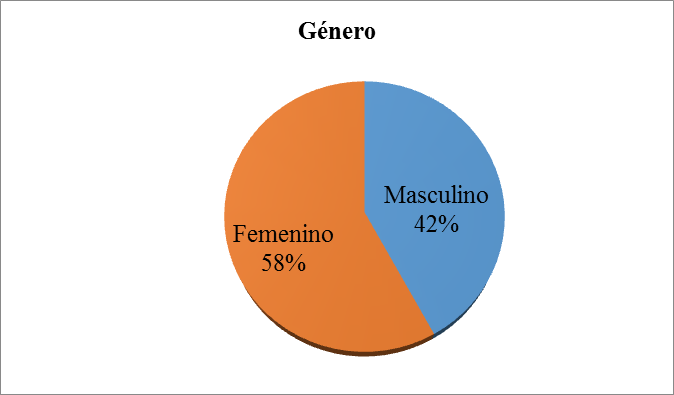 Género
Masculino
42%
Femenino
58%